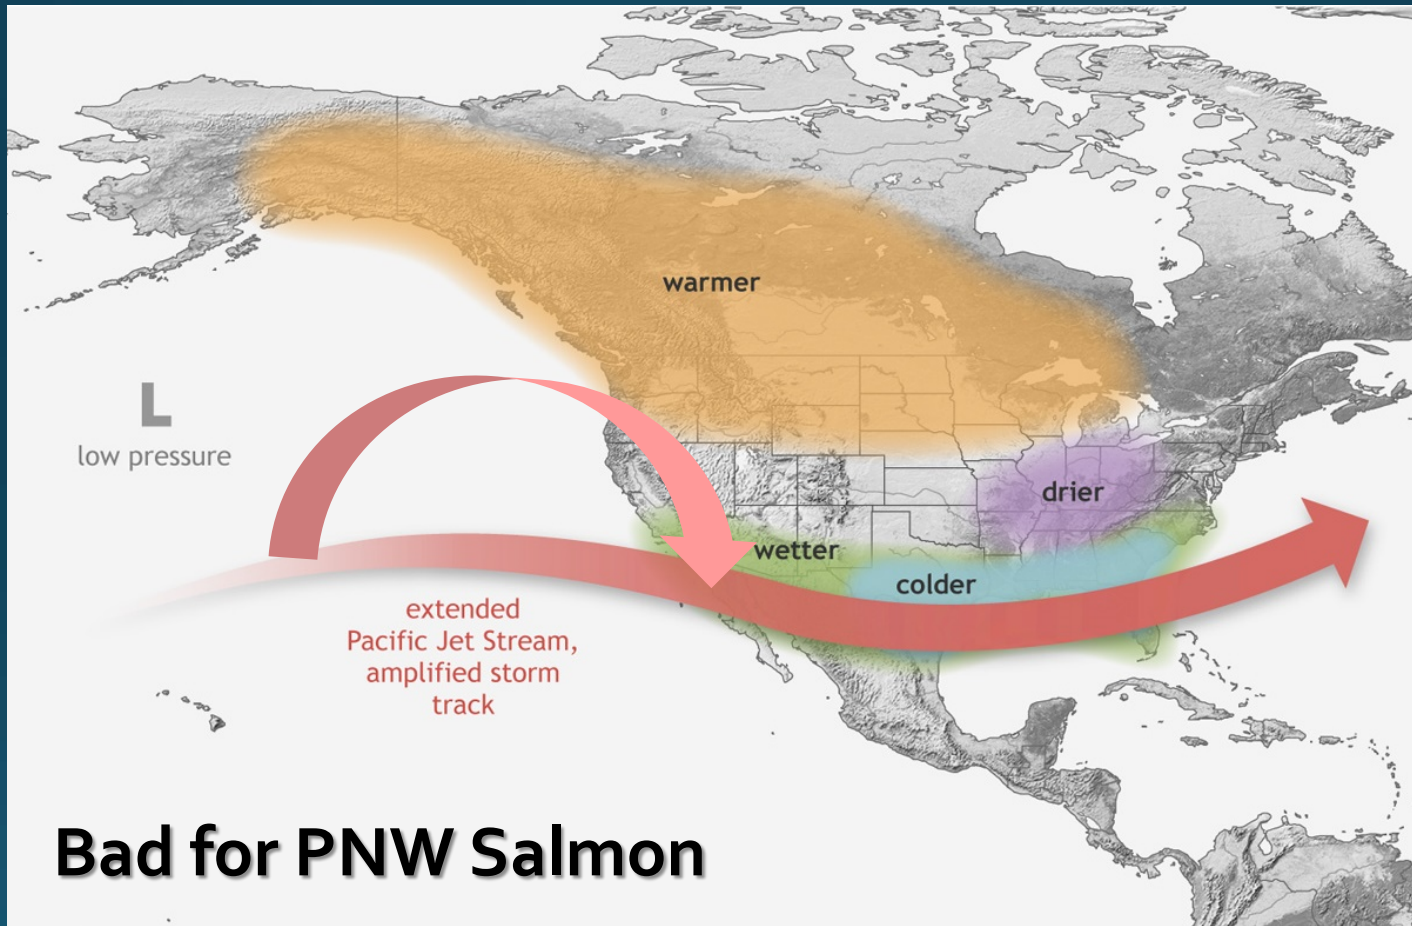 warmer
L
low pressure
drier
wetter
colder
extended
Pacific Jet Stream,
amplified storm
track
Bad for PNW Salmon